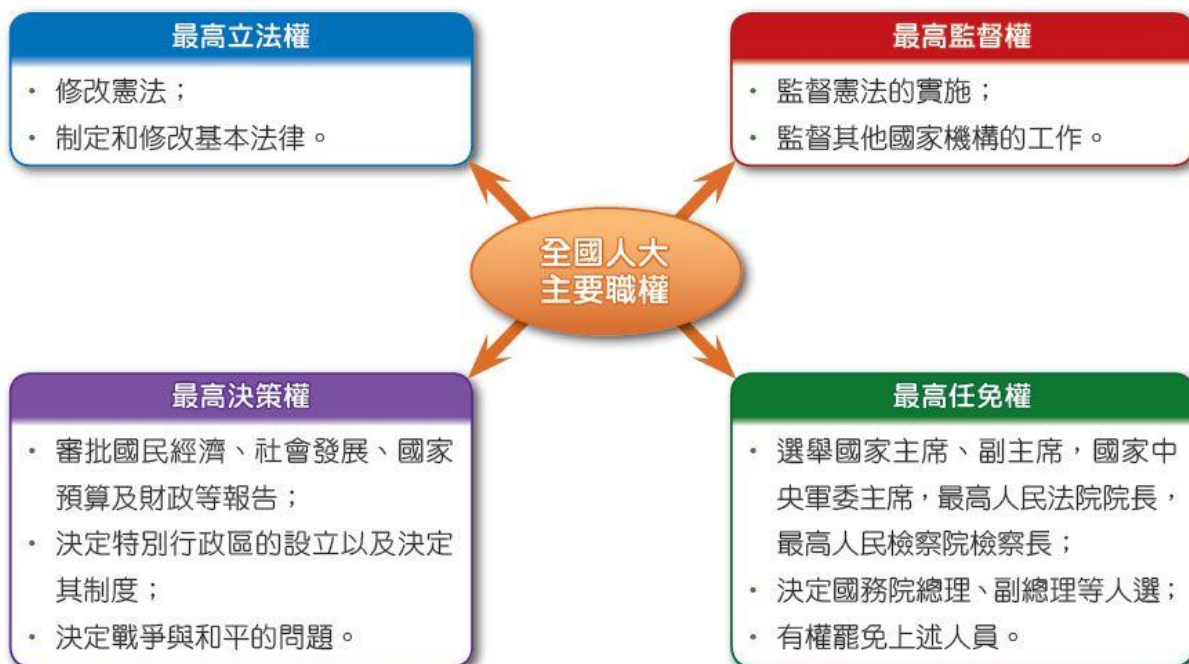 最高立法權
• 修改憲法；
• 制定和修改基本法律。
最高監督權
• 監督憲法的實施；
• 監督其他國家機構的工作。
全國人大
主要職權
最高決策權
• 審批國民經濟、社會發展、國家
預算及財政等報告；
• 決定特別行政區的設立以及決定
其制度；
• 決定戰爭與和平的問題。
最高任免權
• 選舉國家主席、副主席，國家中
央軍委主席，最高人民法院院長，
最高人民檢察院檢察長；
• 決定國務院總理、副總理等人選；
• 有權罷免上述人員。